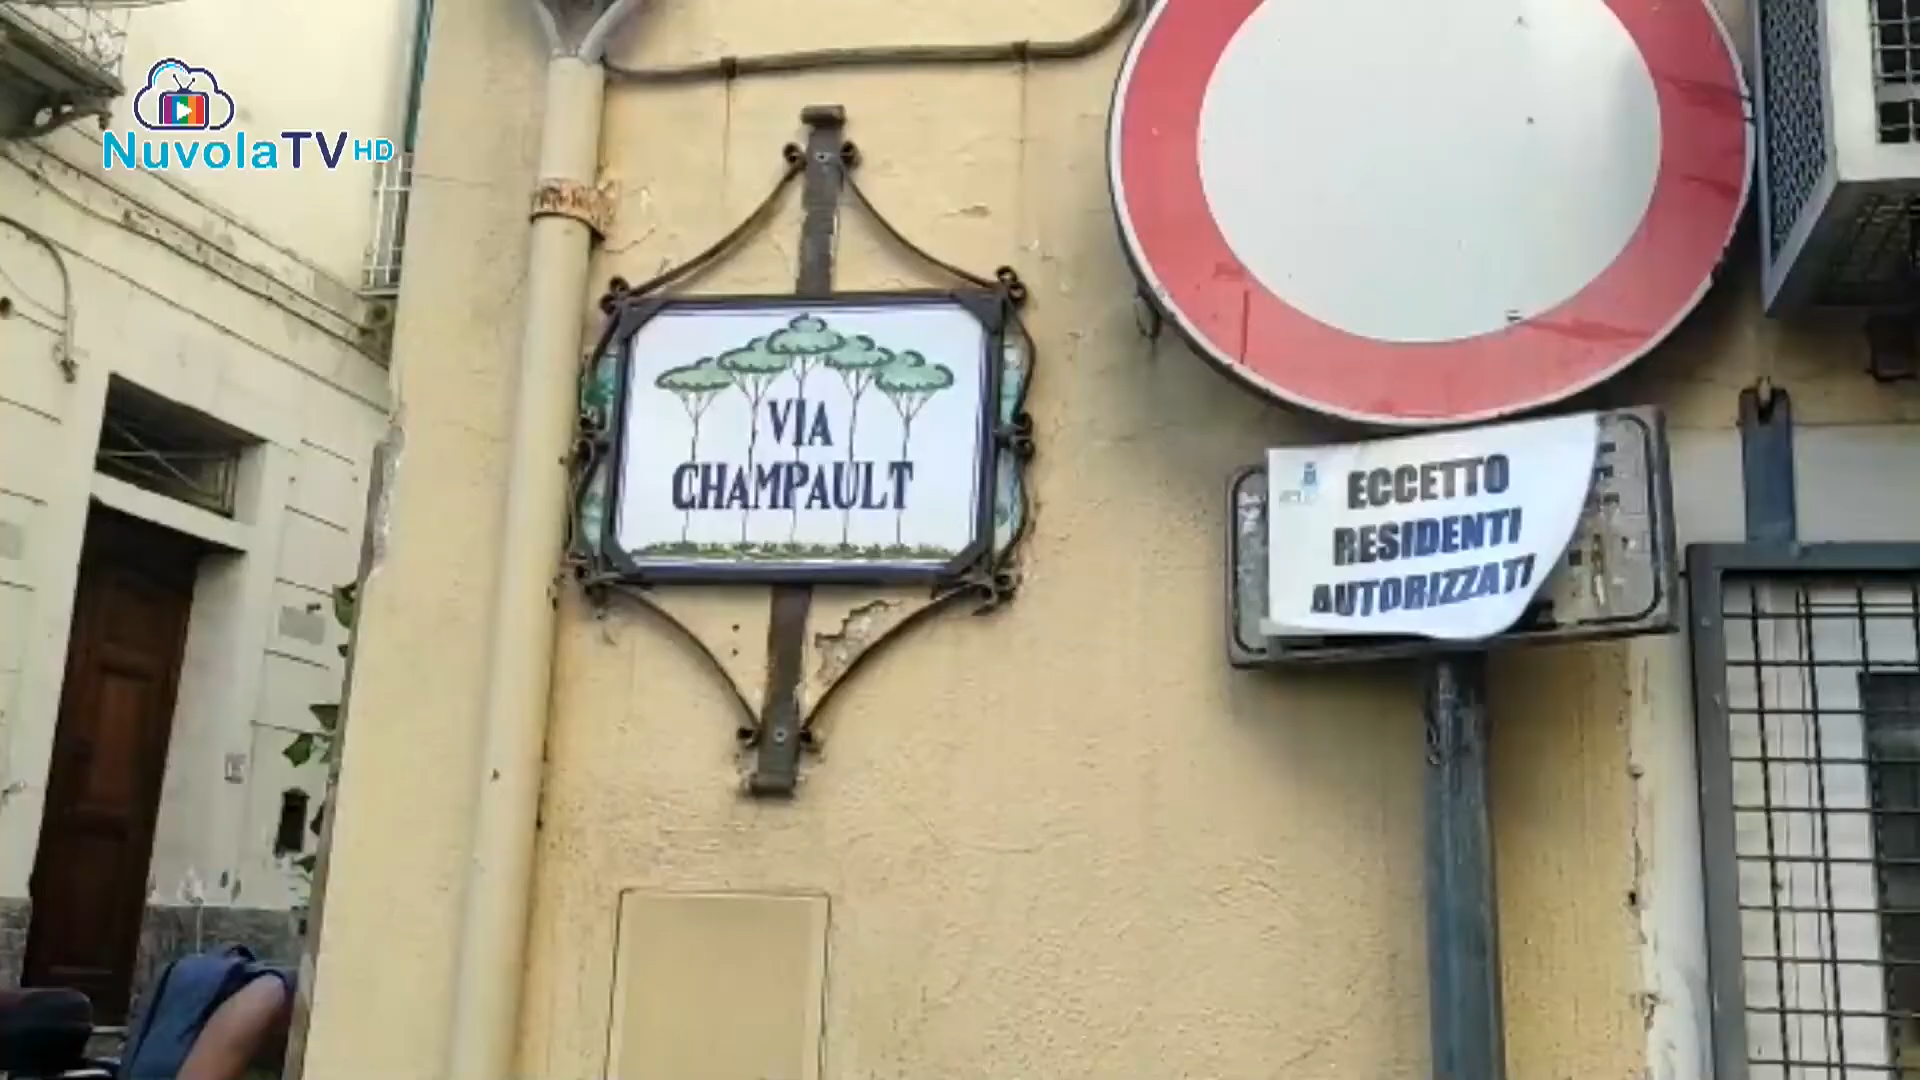 NuvolaTV HD
VIA
CHAMPAULT
ECCETTO
RESIDENTI
AUTORIZZATI